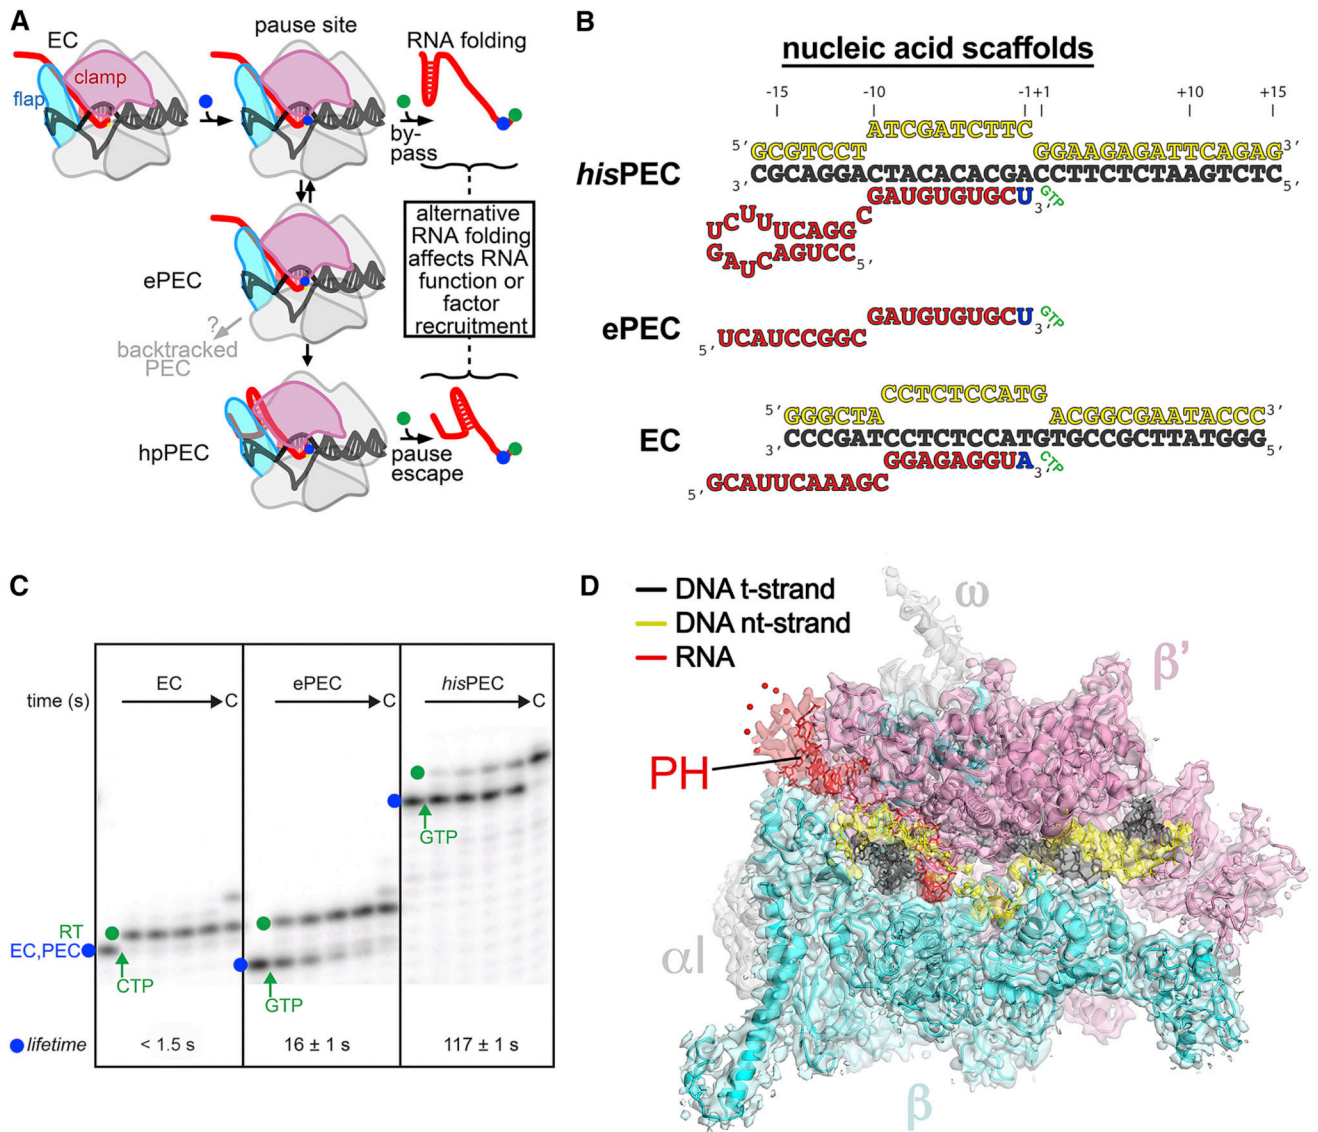 A
EC
pause site
RNA folding
clamp
flap
by-
pass
ePEC
?
backtracked
PEC
alternative
RNA folding
affects RNA
function or
factor
recruitment
hpPEC
pause
escape
B
nucleic acid scaffolds
-15 -10 -1 +1 +10 +15
ATCGATCTTC
5′ GCGTCCT GGAAGAGATTCAGAG 3′
hisPEC
3′ CGCAGGACTACACACGACCTTCTCTAAGTCTC 5′
GAUGUGUGCU 3′ GTP
UCUUUCAGGC
GAUCAGUCC 5′
ePEC
GAUGUGUGCU 3′ GTP
5′ UCAUCCGGC
CCTCTCCATG
5′ GGGCTA ACGGCGAATACCC 3′
EC
3′ CCCGATCCTCTCCATGTGCCGCTTATGGG 5′
GGAGAGGUA 3′ CTP
5′ GCAUUCAAAGC
C
time (s)
EC C
ePEC C
hisPEC C
RT
EC,PEC
CTP
GTP
GTP
lifetime
< 1.5 s
16 ± 1 s
117 ± 1 s
D
DNA t-strand
DNA nt-strand
RNA
ω
β'
PH
αI
β